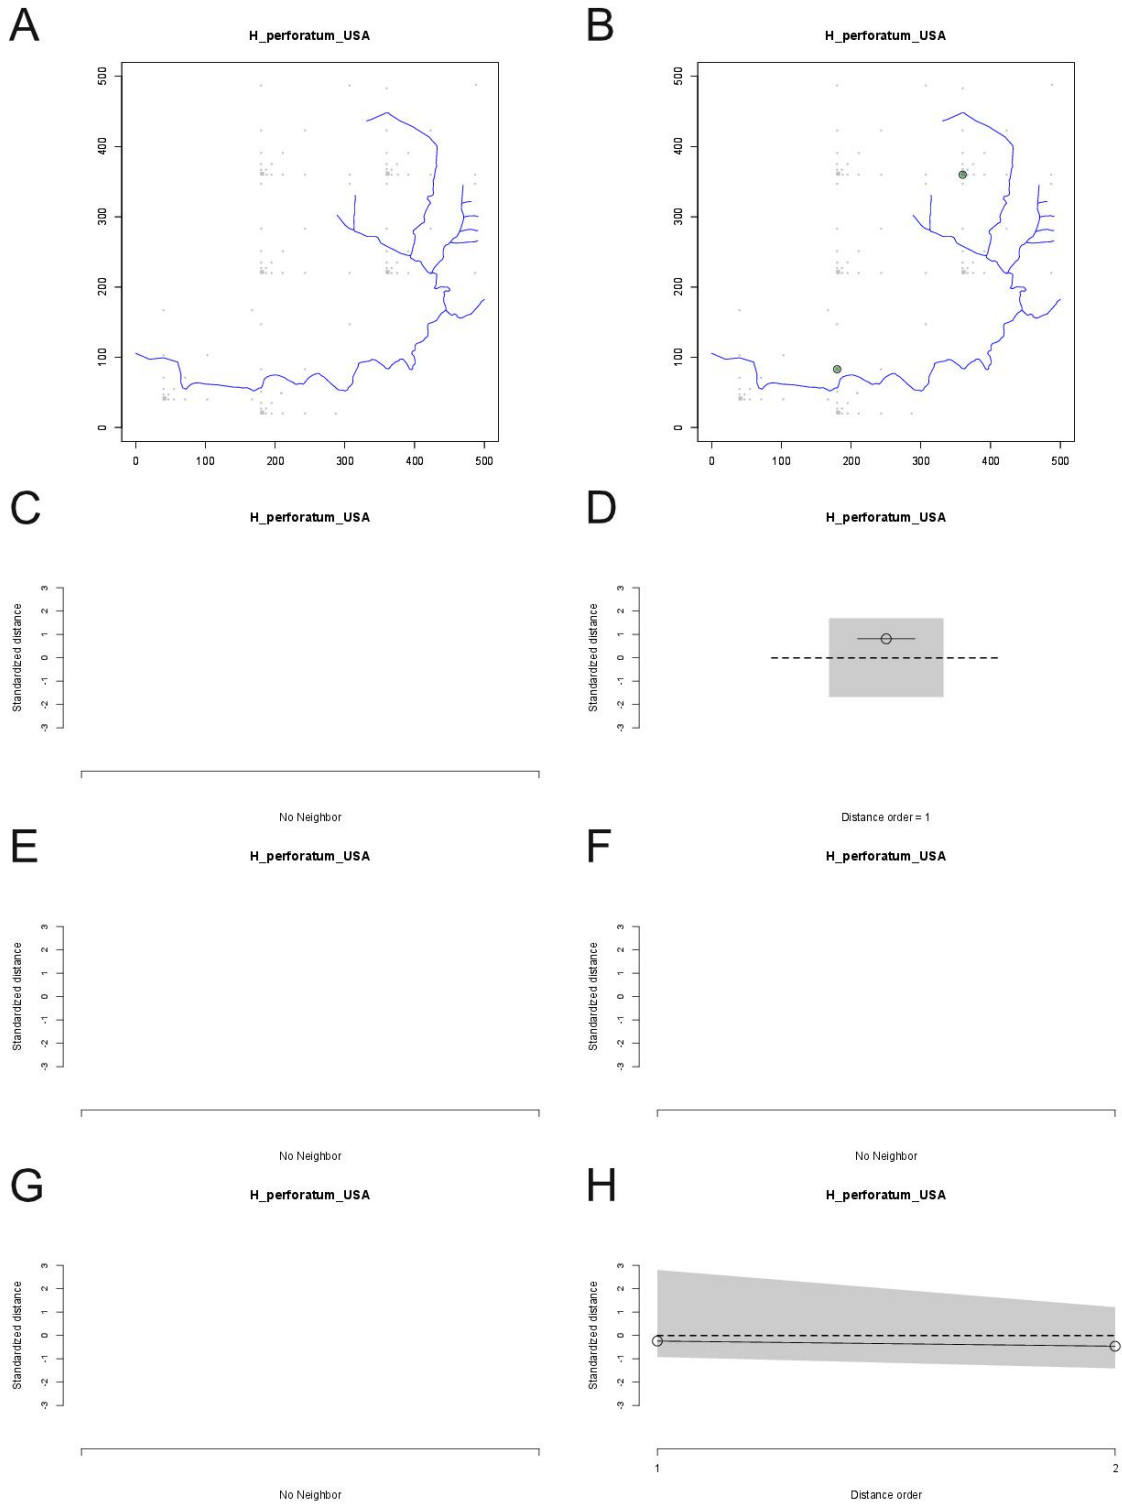 A
H_perforatum_USA
500
400
300
200
100
0
0 100 200 300 400 500
B
H_perforatum_USA
500
400
300
200
100
0
0 100 200 300 400 500
C
H_perforatum_USA
Standardized distance
3
2
1
0
-1
-2
-3
No Neighbor
D
H_perforatum_USA
Standardized distance
3
2
1
0
-1
-2
-3
Distance order = 1
E
H_perforatum_USA
Standardized distance
3
2
1
0
-1
-2
-3
No Neighbor
F
H_perforatum_USA
Standardized distance
3
2
1
0
-1
-2
-3
No Neighbor
G
H_perforatum_USA
Standardized distance
3
2
1
0
-1
-2
-3
No Neighbor
H
H_perforatum_USA
Standardized distance
3
2
1
0
-1
-2
-3
1 2
Distance order